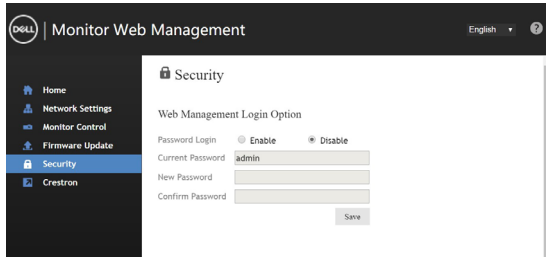 DELL | Monitor Web Management
English ▼ ?
Home
Network Settings
Monitor Control
Firmware Update
Security
Crestron
Security
Web Management Login Option
Password Login Enable Disable
Current Password admin
New Password
Confirm Password
Save